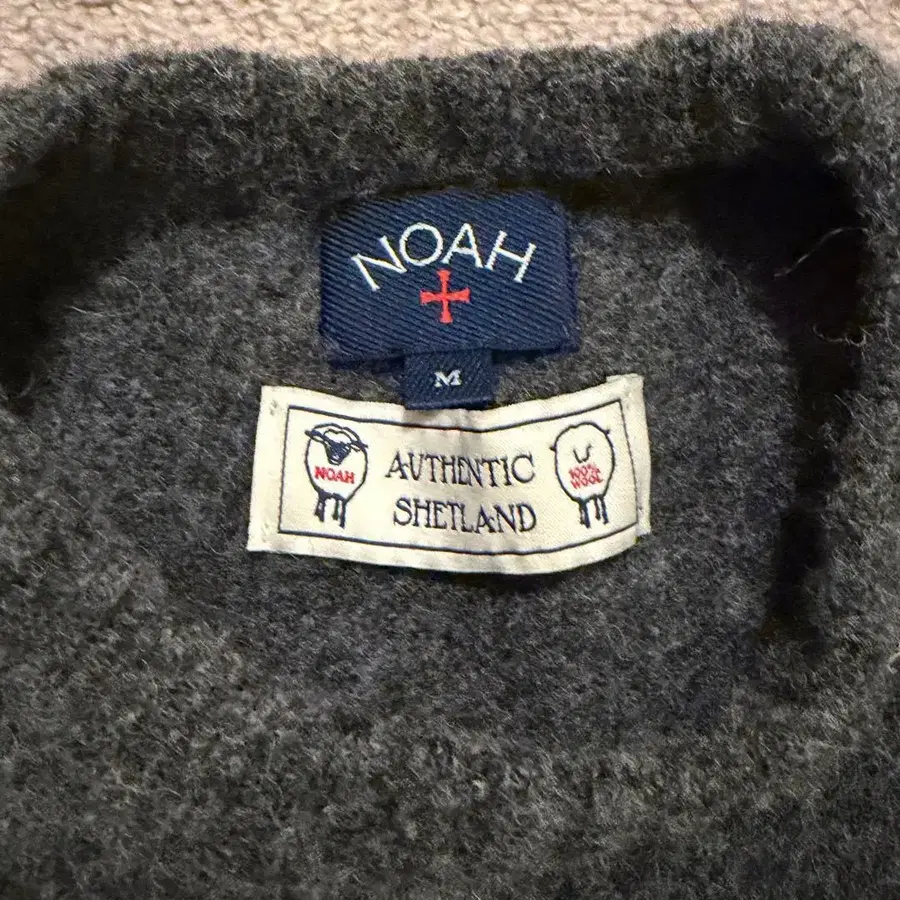 NOAH
M
NOAH
AUTHENTIC
SHETLAND
100%
WOOL